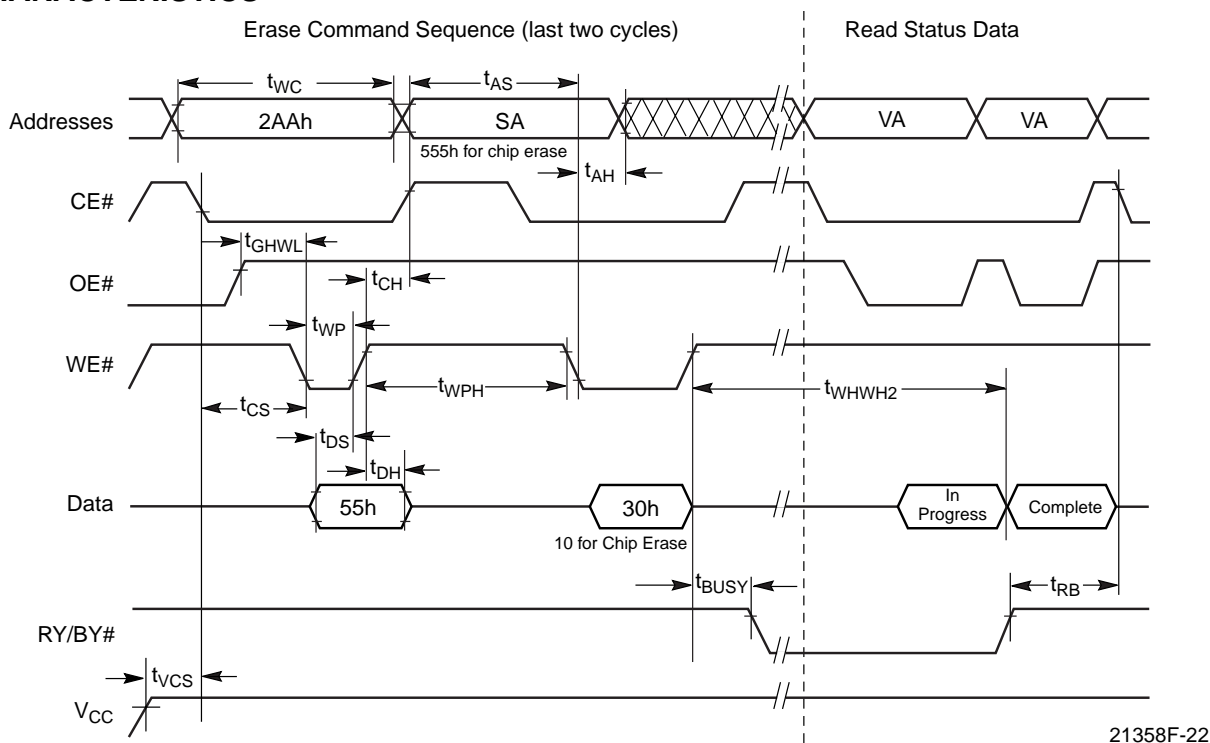 Erase Command Sequence (last two cycles) Read Status Data
tWC tAS
Addresses 2AAh SA VA VA
555h for chip erase
tAH
CE#
tGHWL
OE# tCH
tWP
WE#
tWPH tWHWH2
tCS
tDS
tDH
Data 55h 30h In Progress Complete
10 for Chip Erase
tBUSY tRB
RY/BY#
tVCS
VCC
21358F-22